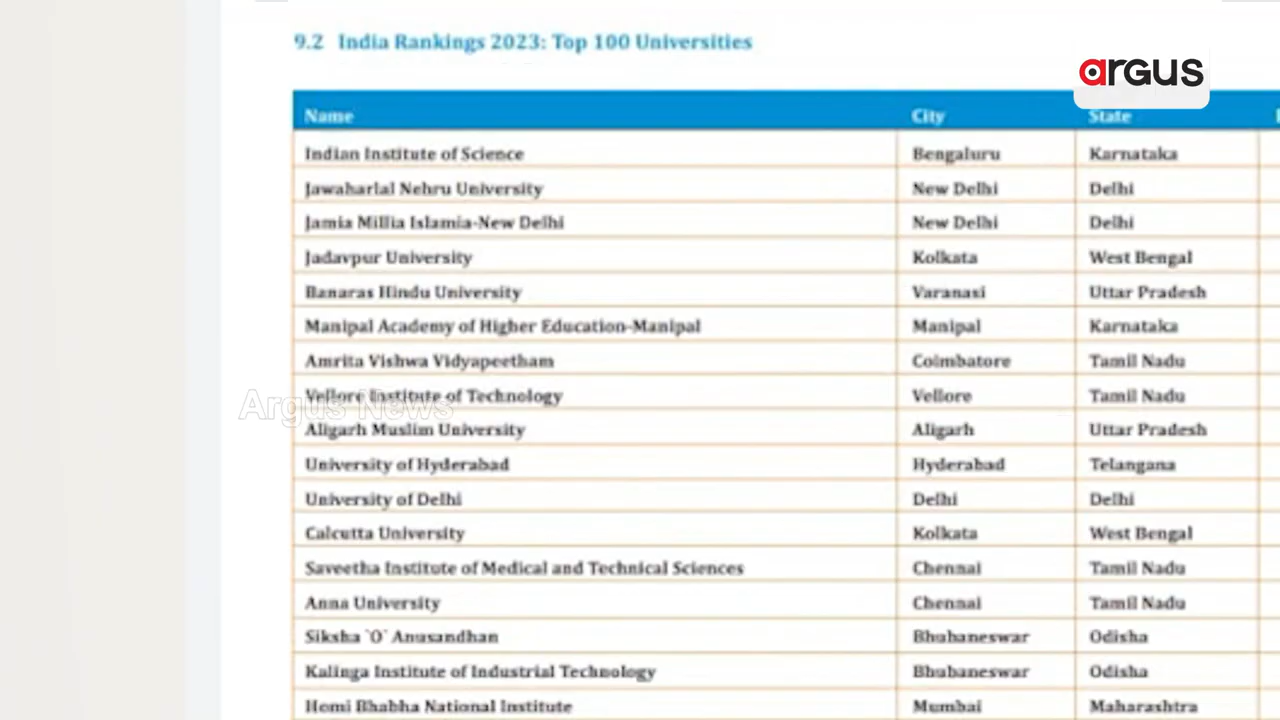 9.2 India Rankings 2023: Top 100 Universities
argus
Name City State
Indian Institute of Science Bengaluru Karnataka
Jawaharlal Nehru University New Delhi Delhi
Jamia Millia Islamia-New Delhi New Delhi Delhi
Jadavpur University Kolkata West Bengal
Banaras Hindu University Varanasi Uttar Pradesh
Manipal Academy of Higher Education-Manipal Manipal Karnataka
Amrita Vishwa Vidyapeetham Coimbatore Tamil Nadu
Vellore Institute of Technology Vellore Tamil Nadu
Argus News
Aligarh Muslim University Aligarh Uttar Pradesh
University of Hyderabad Hyderabad Telangana
University of Delhi Delhi Delhi
Calcutta University Kolkata West Bengal
Saveetha Institute of Medical and Technical Sciences Chennai Tamil Nadu
Anna University Chennai Tamil Nadu
Siksha `O` Anusandhan Bhubaneswar Odisha
Kalinga Institute of Industrial Technology Bhubaneswar Odisha
Homi Bhabha National Institute Mumbai Maharashtra